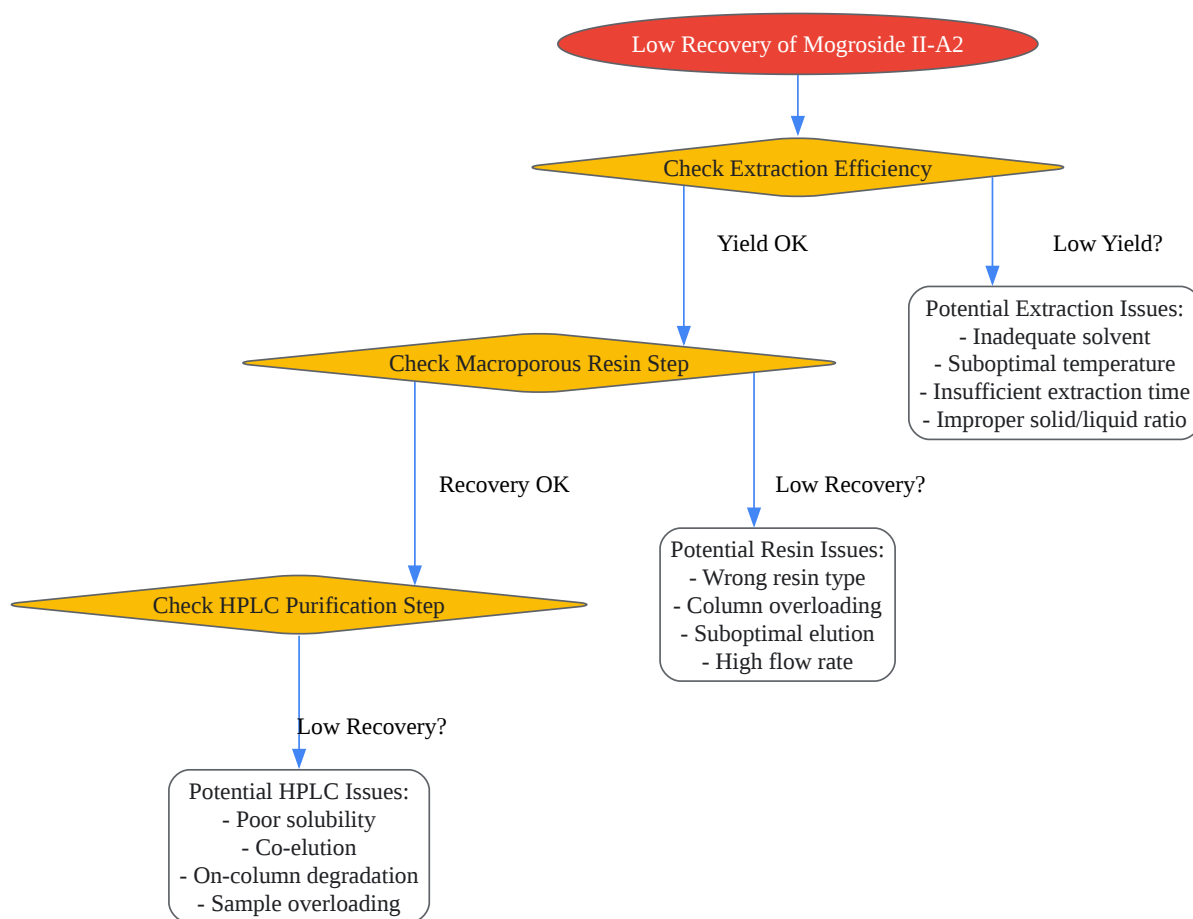 Low Recovery of Mogroside II-A2
Check Extraction Efficiency
Yield OK
Low Yield?
Potential Extraction Issues:
- Inadequate solvent
- Suboptimal temperature
- Insufficient extraction time
- Improper solid/liquid ratio
Check Macroporous Resin Step
Recovery OK
Low Recovery?
Potential Resin Issues:
- Wrong resin type
- Column overloading
- Suboptimal elution
- High flow rate
Check HPLC Purification Step
Low Recovery?
Potential HPLC Issues:
- Poor solubility
- Co-elution
- On-column degradation
- Sample overloading